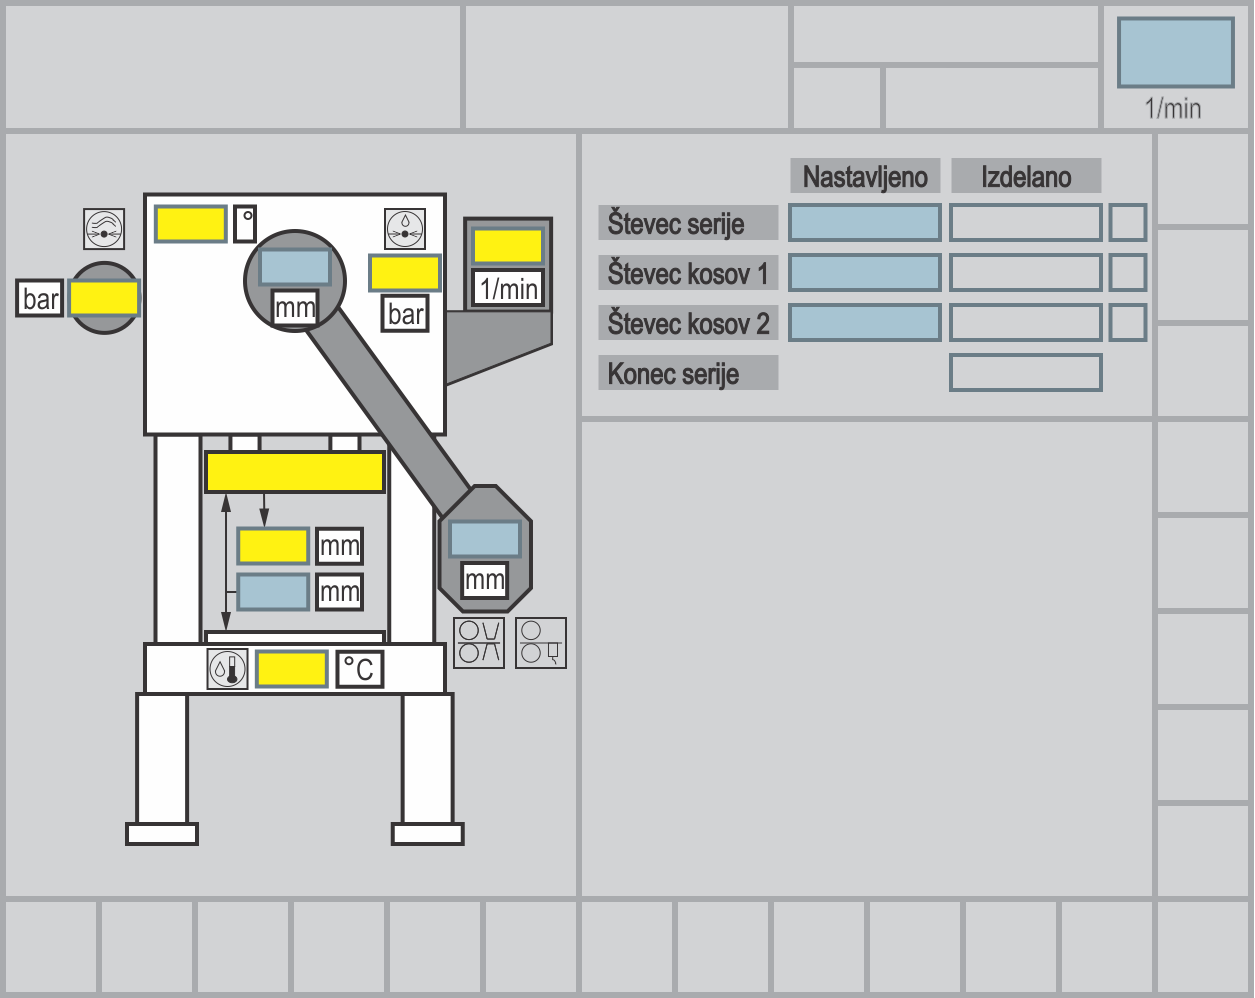 1/min
Nastavljeno Izdelano
Števec serije
Števec kosov 1
Števec kosov 2
Konec serije
°
bar
mm
bar
1/min
mm
mm
mm
°C